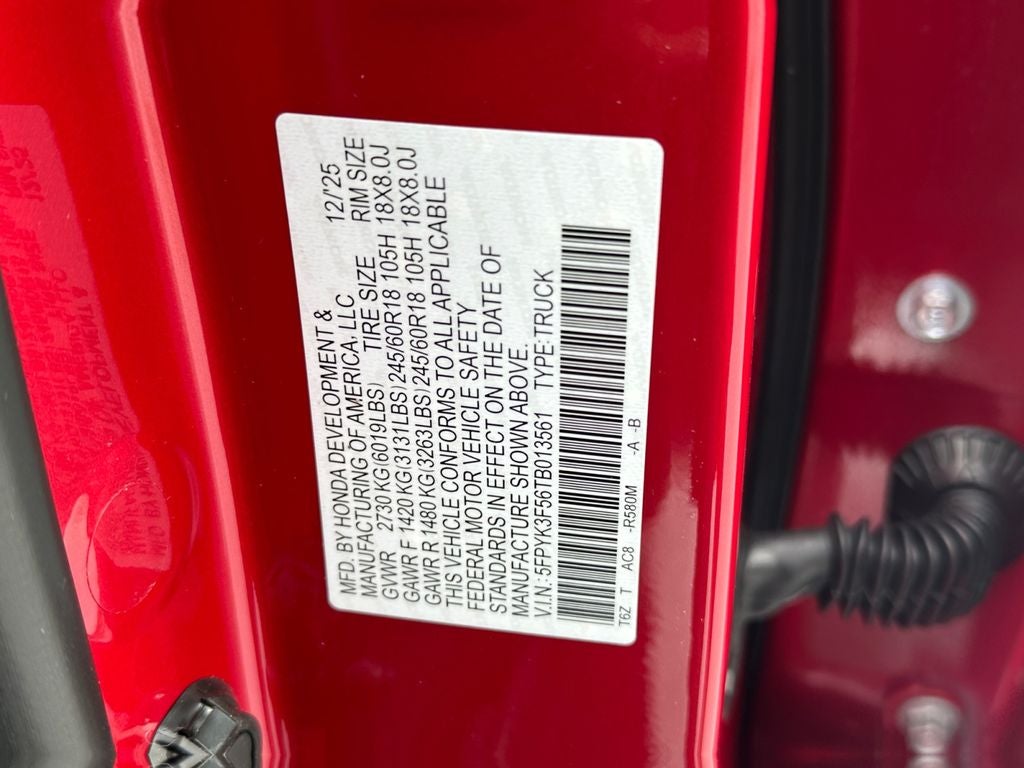 MFD. BY HONDA DEVELOPMENT &
MANUFACTURING OF AMERICA, LLC 12/'25
GVWR 2730 KG (6019LBS) TIRE SIZE RIM SIZE
GAWR F 1420 KG (3131LBS) 245/60R18 105H 18X8.0J
GAWR R 1480 KG (3263LBS) 245/60R18 105H 18X8.0J
THIS VEHICLE CONFORMS TO ALL APPLICABLE
FEDERAL MOTOR VEHICLE SAFETY
STANDARDS IN EFFECT ON THE DATE OF
MANUFACTURE SHOWN ABOVE.
V.I.N.: 5FPYK3F56TB013561 TYPE: TRUCK
T6Z T AC8 -R580M -A -B